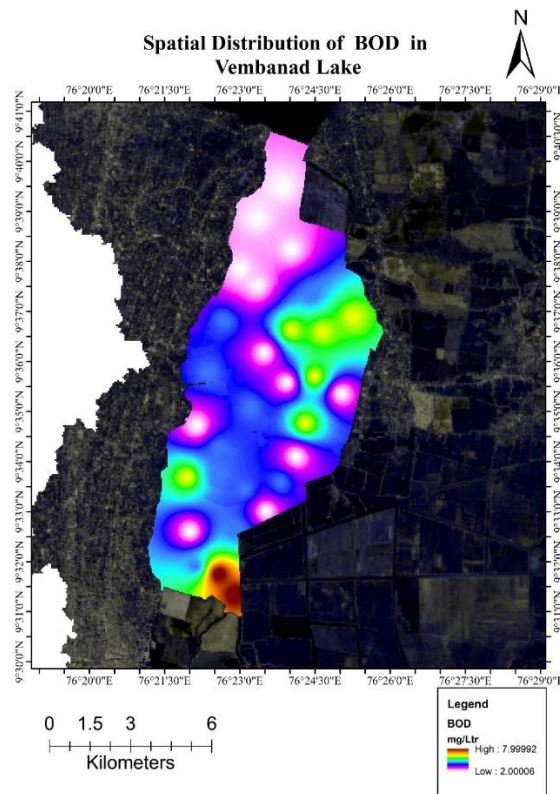 N
Spatial Distribution of BOD in
Vembanad Lake
76°20'0"E 76°21'30"E 76°23'0"E 76°24'30"E 76°26'0"E 76°27'30"E 76°29'0"E
9°41'0"N
9°40'0"N
9°39'0"N
9°38'0"N
9°37'0"N
9°36'0"N
9°35'0"N
9°34'0"N
9°33'0"N
9°32'0"N
9°31'0"N
9°30'0"N
76°20'0"E 76°21'30"E 76°23'0"E 76°24'30"E 76°26'0"E 76°27'30"E 76°29'0"E
0 1.5 3 6
Kilometers
Legend
BOD
mg/Ltr
High : 7.99992
Low : 2.00006